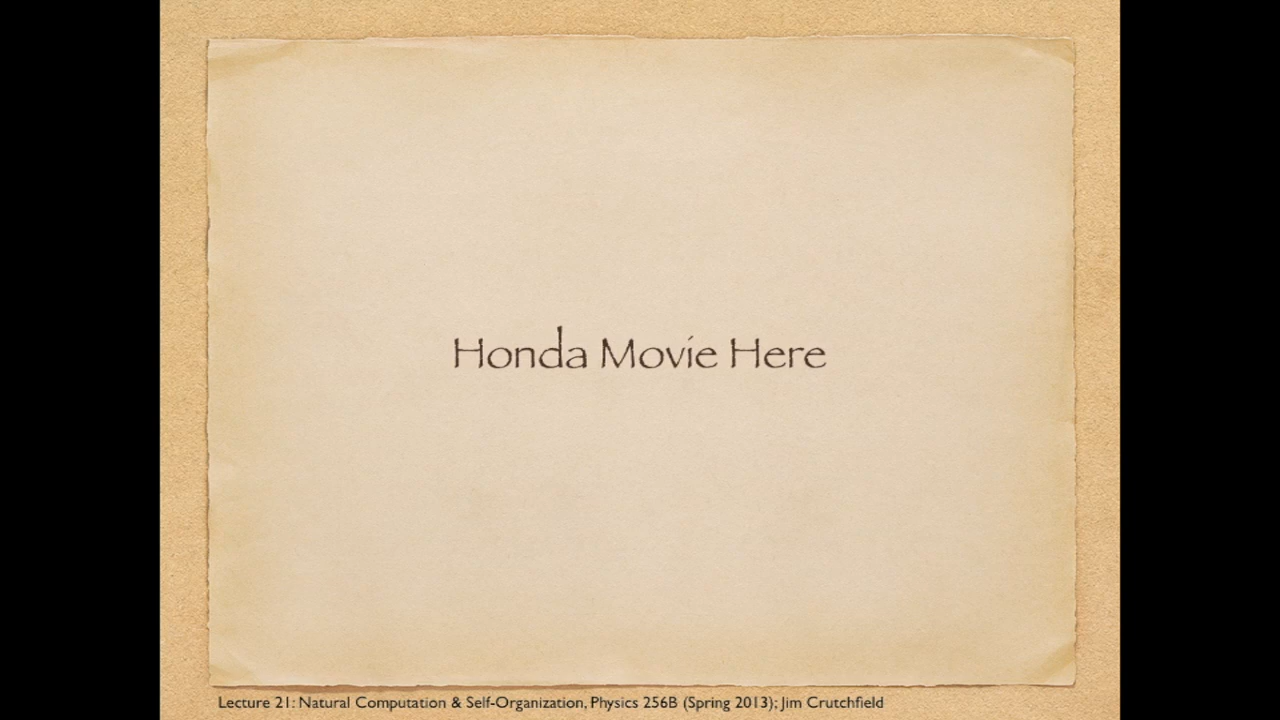 Honda Movie Here
Lecture 21: Natural Computation & Self-Organization, Physics 256B (Spring 2013); Jim Crutchfield